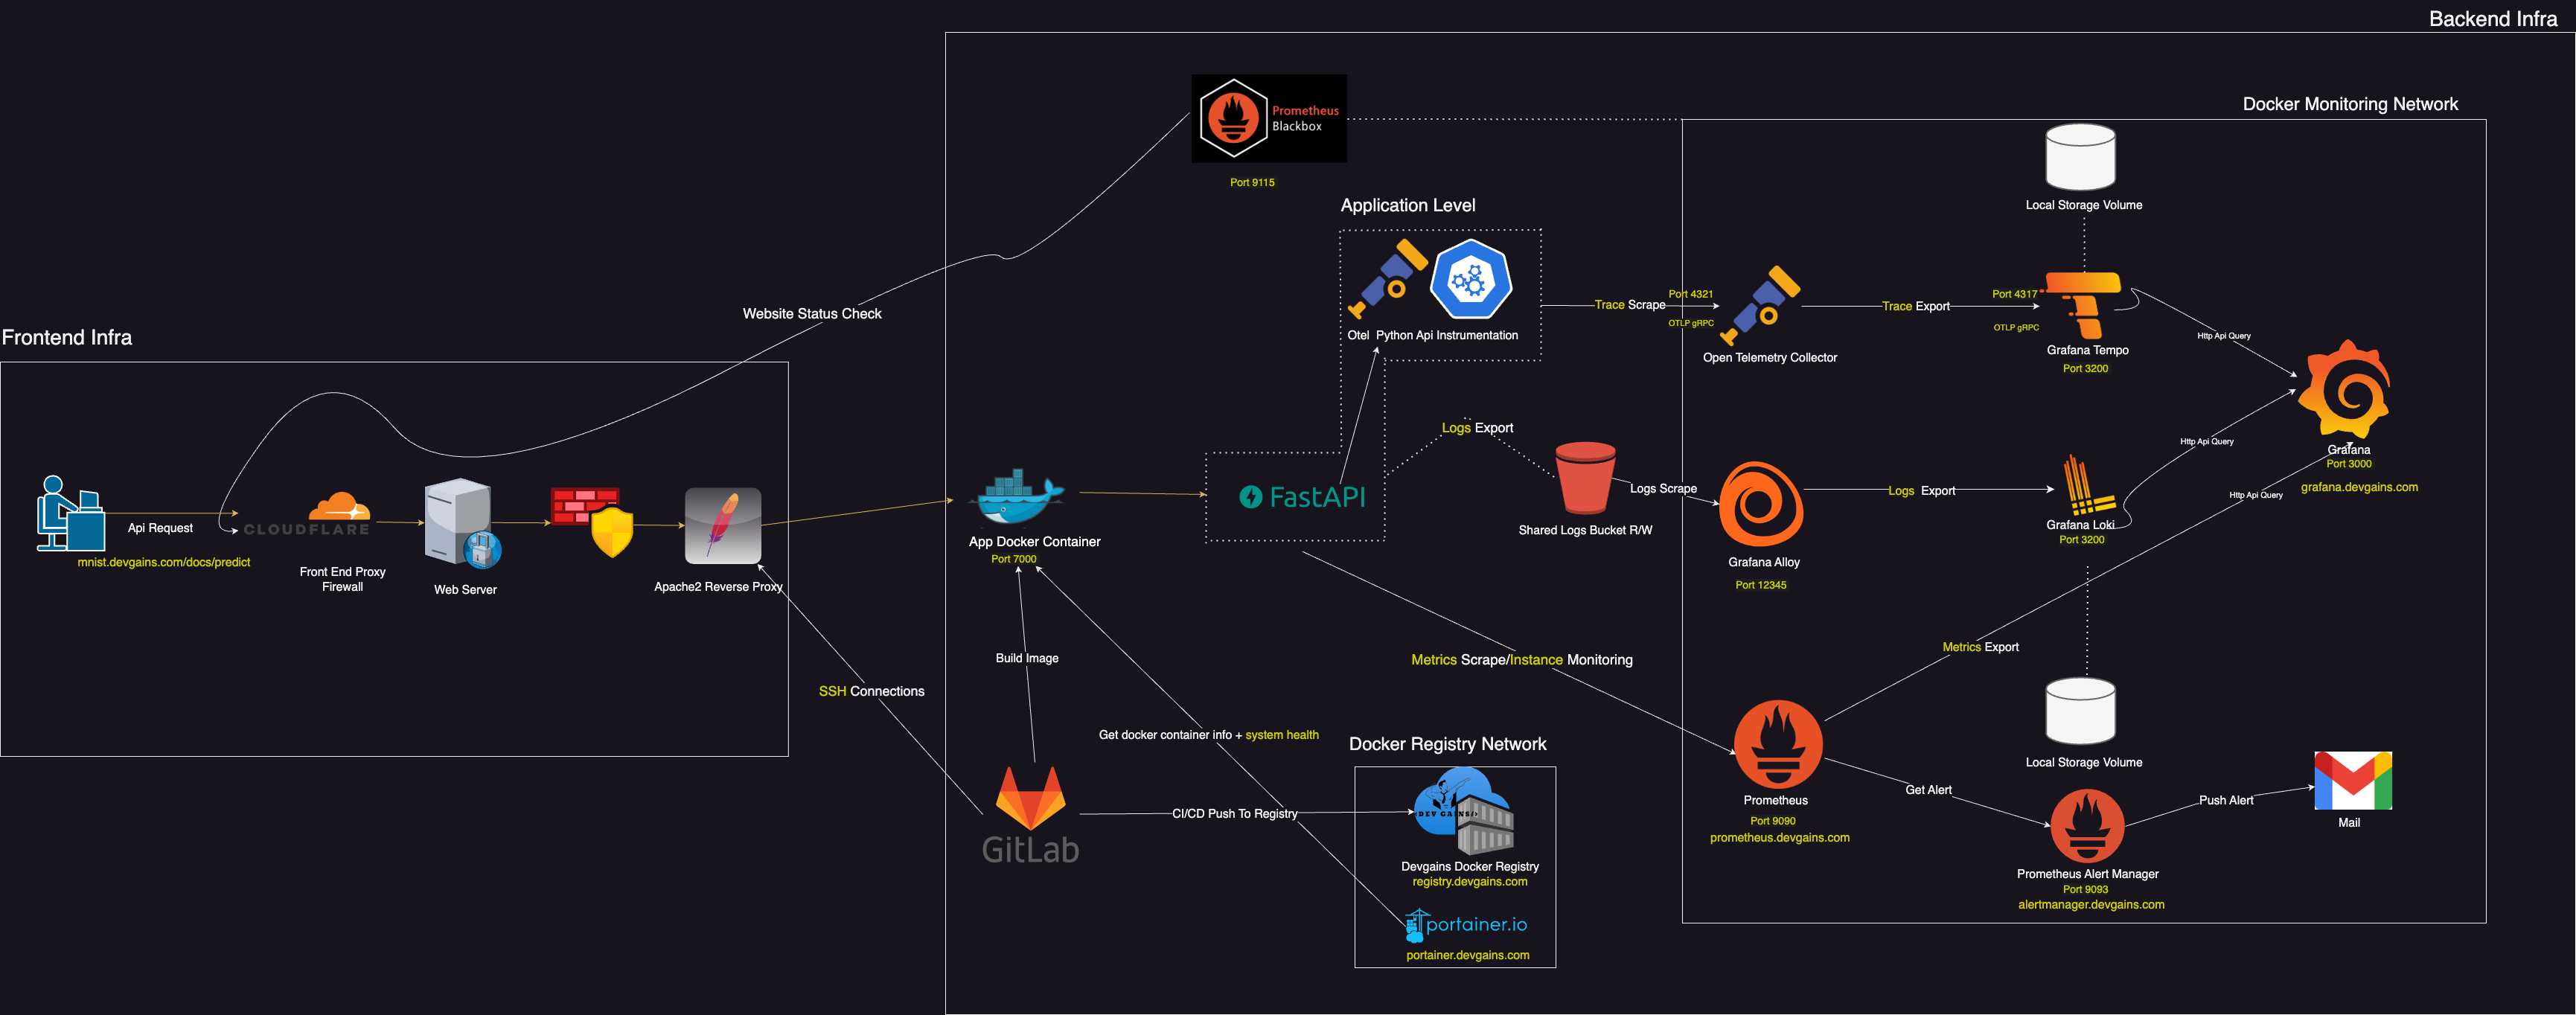 Backend Infra
Docker Monitoring Network
Prometheus
Blackbox
Port 9115
Application Level
Local Storage Volume
Website Status Check
Frontend Infra
Otel Python Api Instrumentation
Trace Scrape
Port 4321
OTLP gRPC
Open Telemetry Collector
Trace Export
Port 4317
OTLP gRPC
Grafana Tempo
Port 3200
Http Api Query
Api Request
mnist.devgains.com/docs/predict
CLOUDFLARE
Front End Proxy
Firewall
Web Server
Apache2 Reverse Proxy
App Docker Container
Port 7000
FastAPI
Logs Export
Shared Logs Bucket R/W
Logs Scrape
Grafana Alloy
Port 12345
Logs Export
Grafana Loki
Port 3200
Http Api Query
Grafana
Port 3000
grafana.devgains.com
Http Api Query
Build Image
SSH Connections
Metrics Scrape/Instance Monitoring
Metrics Export
Get docker container info + system health
Docker Registry Network
GitLab
CI/CD Push To Registry
DEV GAINS/>
Devgains Docker Registry
registry.devgains.com
portainer.io
portainer.devgains.com
Prometheus
Port 9090
prometheus.devgains.com
Local Storage Volume
Get Alert
Prometheus Alert Manager
Port 9093
alertmanager.devgains.com
Push Alert
Mail